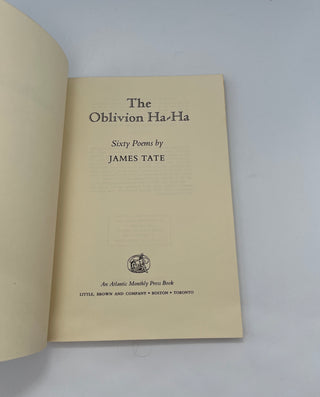 The
Oblivion Ha-Ha
Sixty Poems by
JAMES TATE
An Atlantic Monthly Press Book
LITTLE, BROWN AND COMPANY • BOSTON • TORONTO